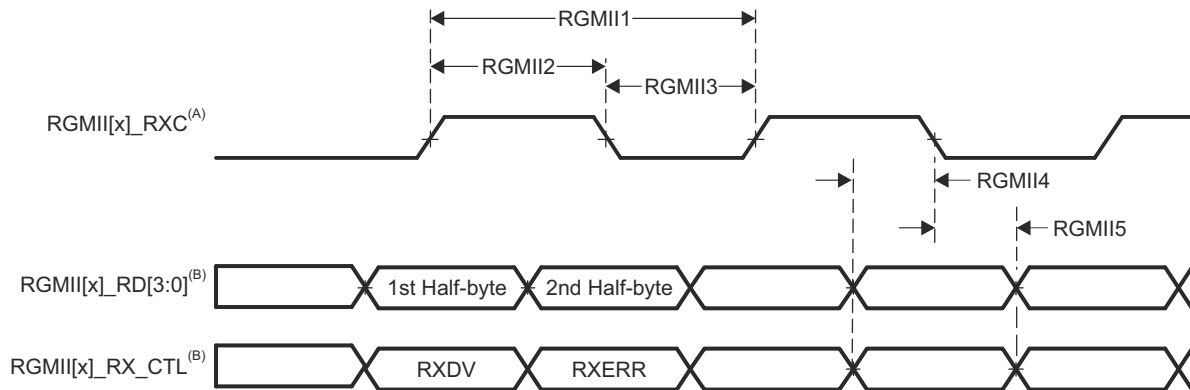 RGMII1
RGMII2
RGMII3
RGMII[x]_RXC(A)
RGMII4
RGMII5
RGMII[x]_RD[3:0](B) 1st Half-byte 2nd Half-byte
RGMII[x]_RX_CTL(B) RXDV RXERR